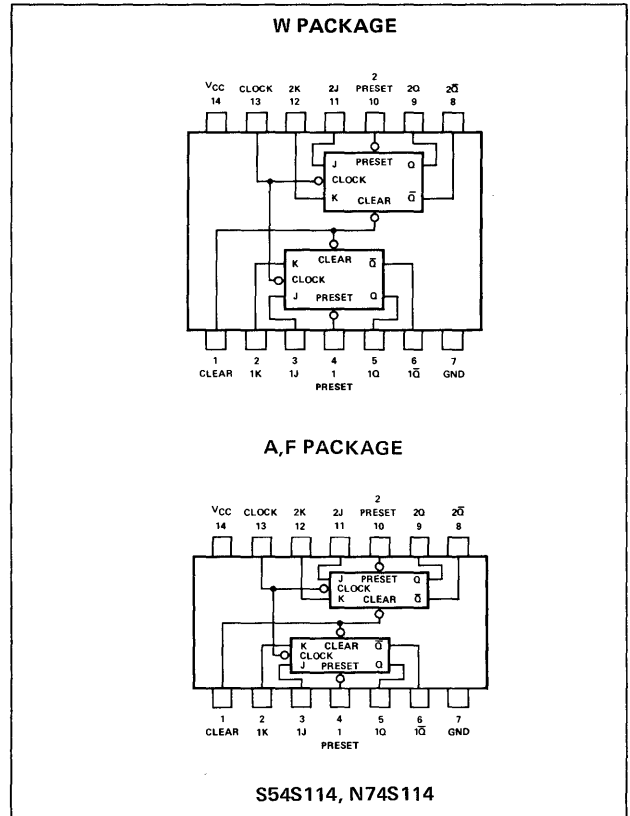 W PACKAGE
2
VCC CLOCK 2K 2J PRESET 2Q 2Q̅
14 13 12 11 10 9 8
J PRESET Q
CLOCK
K CLEAR Q̅
K CLEAR Q̅
CLOCK
J PRESET Q
1 2 3 4 5 6 7
CLEAR 1K 1J 1 1Q 1Q̅ GND
PRESET
A,F PACKAGE
2
VCC CLOCK 2K 2J PRESET 2Q 2Q̅
14 13 12 11 10 9 8
J PRESET Q
CLOCK
K CLEAR Q̅
K CLEAR Q̅
CLOCK
J PRESET Q
1 2 3 4 5 6 7
CLEAR 1K 1J 1 1Q 1Q̅ GND
PRESET
S54S114, N74S114